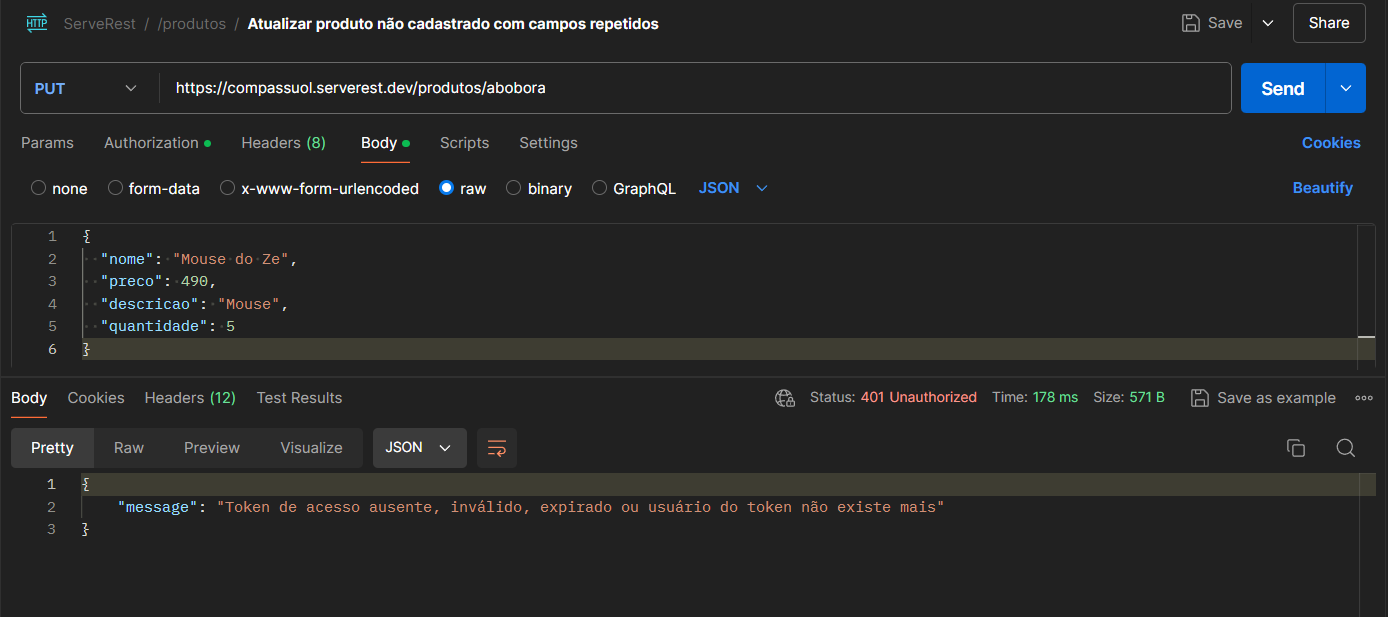 HTTP ServeRest / /produtos / Atualizar produto não cadastrado com campos repetidos Save Share
PUT https://compassuol.serverest.dev/produtos/abobora Send
Params Authorization Headers (8) Body Scripts Settings Cookies
none form-data x-www-form-urlencoded raw binary GraphQL JSON Beautify
1 {
2 "nome": "Mouse do Ze",
3 "preco": 490,
4 "descricao": "Mouse",
5 "quantidade": 5
6 }
Body Cookies Headers (12) Test Results Status: 401 Unauthorized Time: 178 ms Size: 571 B Save as example
Pretty Raw Preview Visualize JSON
1 {
2 "message": "Token de acesso ausente, inválido, expirado ou usuário do token não existe mais"
3 }